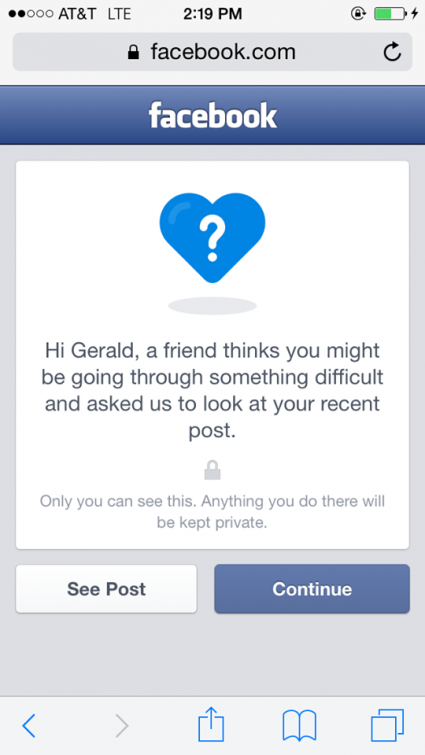 AT&T LTE 2:19 PM
facebook.com
facebook
?
Hi Gerald, a friend thinks you might
be going through something difficult
and asked us to look at your recent
post.
Only you can see this. Anything you do there will
be kept private.
See Post Continue